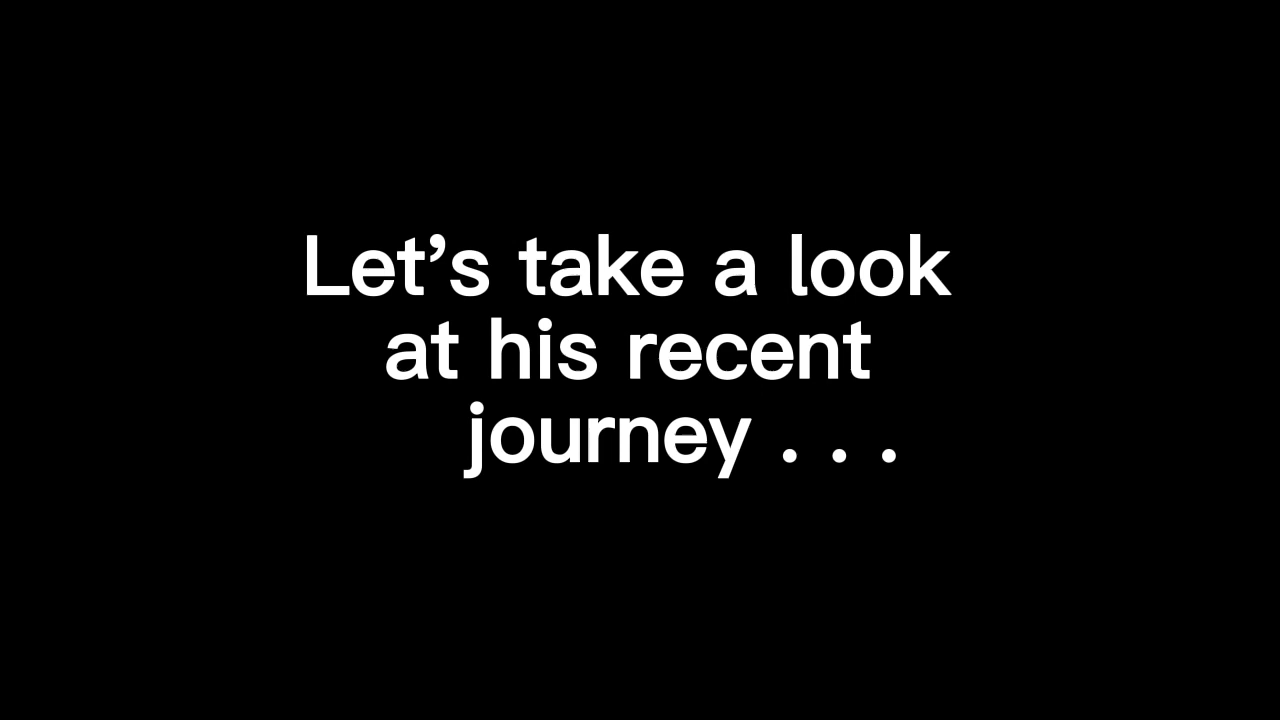 Let’s take a look
at his recent
journey . . .